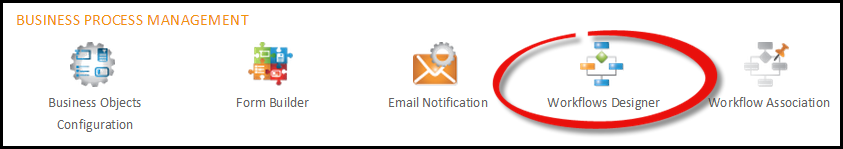 BUSINESS PROCESS MANAGEMENT
Business Objects
Configuration
Form Builder
Email Notification
Workflows Designer
Workflow Association